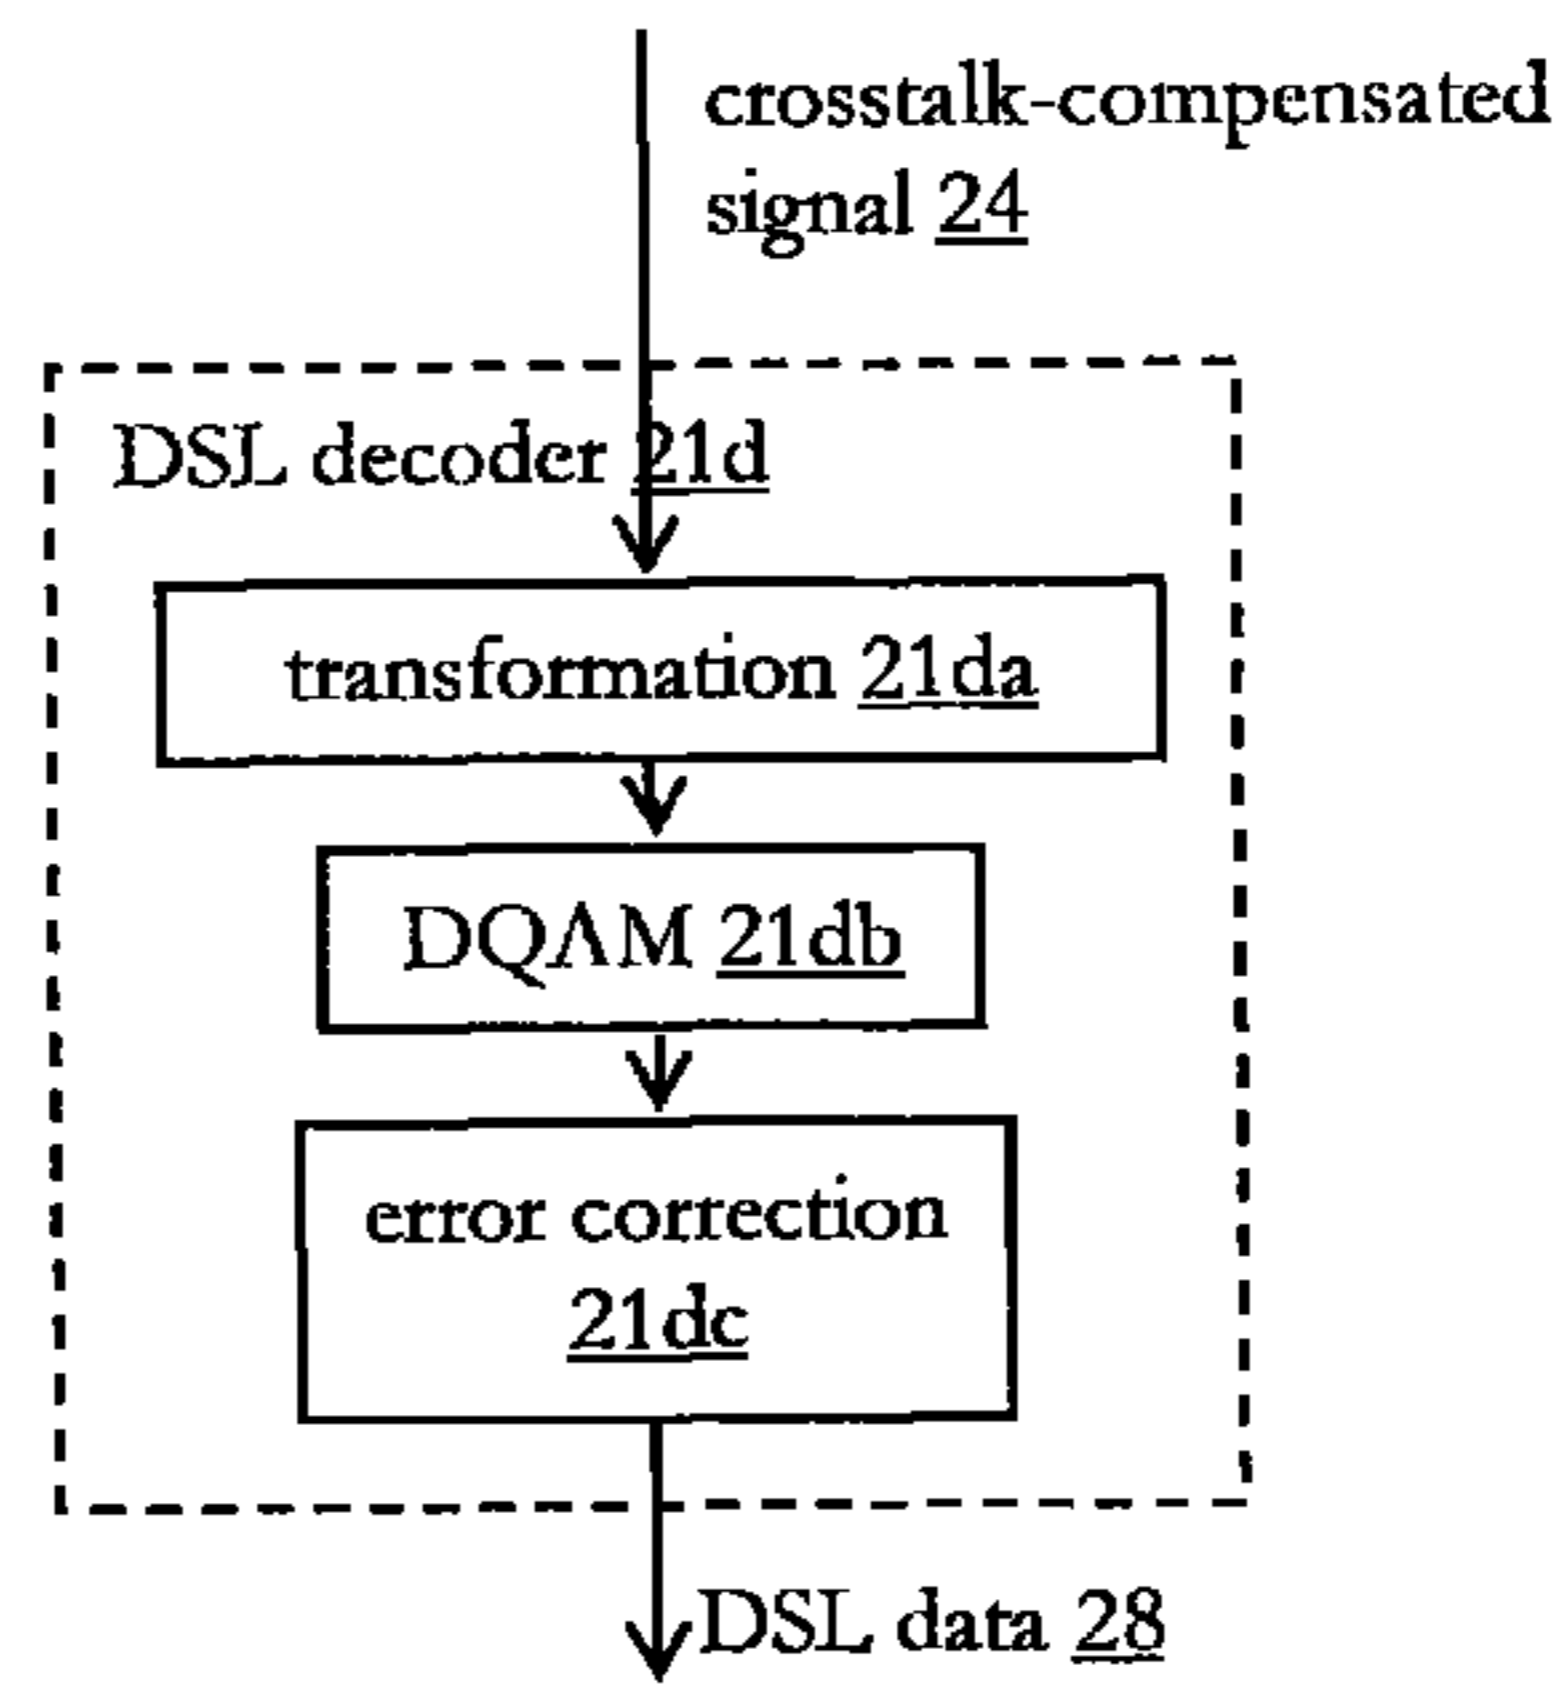 crosstalk-compensated
signal 24
DSL decoder 21d
transformation 21da
DQAM 21db
error correction
21dc
DSL data 28